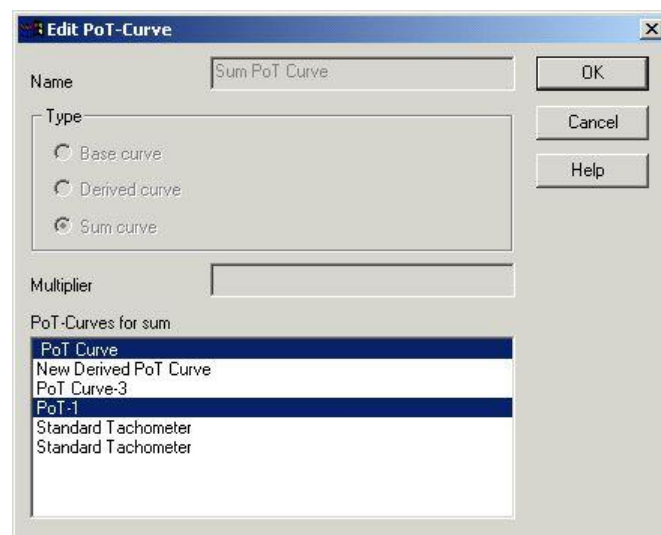 Edit PoT-Curve
Name
Sum PoT Curve
OK
Type
Cancel
Base curve
Help
Derived curve
Sum curve
Multiplier
PoT-Curves for sum
PoT Curve
New Derived PoT Curve
PoT Curve-3
PoT-1
Standard Tachometer
Standard Tachometer